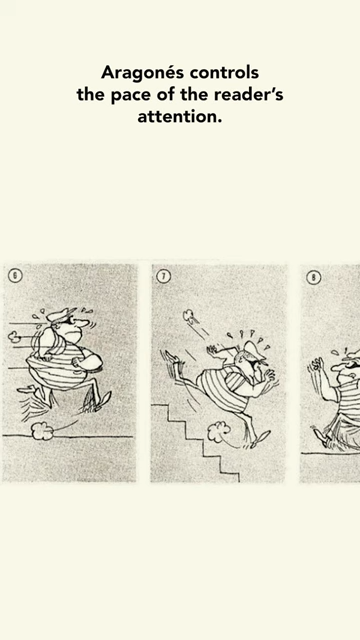 Aragonés controls
the pace of the reader's
attention.
6
7
8